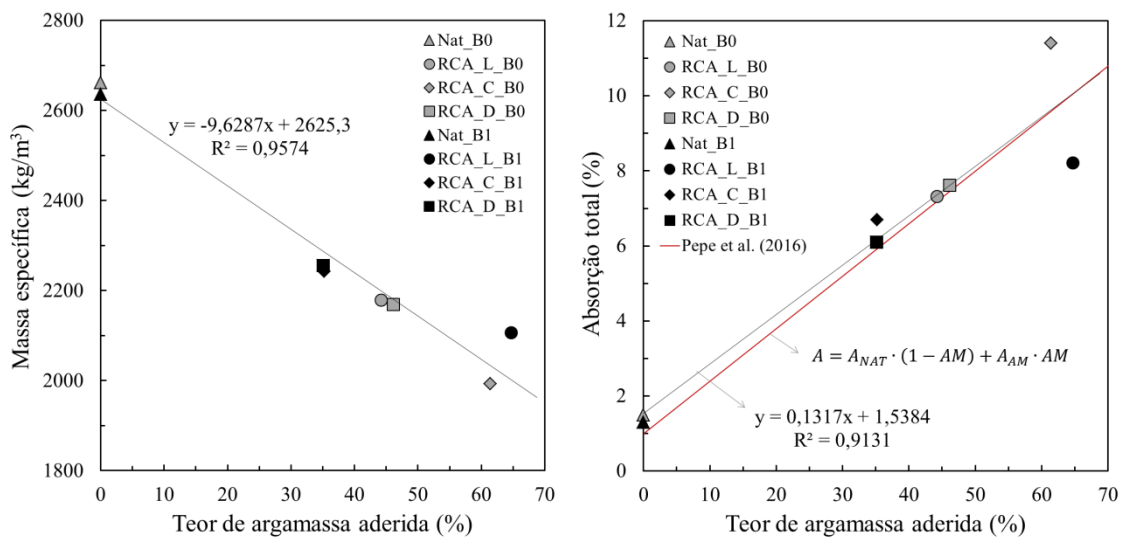 2800
2600
2400
2200
2000
1800
Massa específica (kg/m³)
Nat_B0
RCA_L_B0
RCA_C_B0
RCA_D_B0
Nat_B1
RCA_L_B1
RCA_C_B1
RCA_D_B1
y = -9,6287x + 2625,3
R² = 0,9574
0 10 20 30 40 50 60 70
Teor de argamassa aderida (%)
12
10
8
6
4
2
0
Absorção total (%)
Nat_B0
RCA_L_B0
RCA_C_B0
RCA_D_B0
Nat_B1
RCA_L_B1
RCA_C_B1
RCA_D_B1
Pepe et al. (2016)
A = A_NAT · (1 − AM) + A_AM · AM
y = 0,1317x + 1,5384
R² = 0,9131
0 10 20 30 40 50 60 70
Teor de argamassa aderida (%)